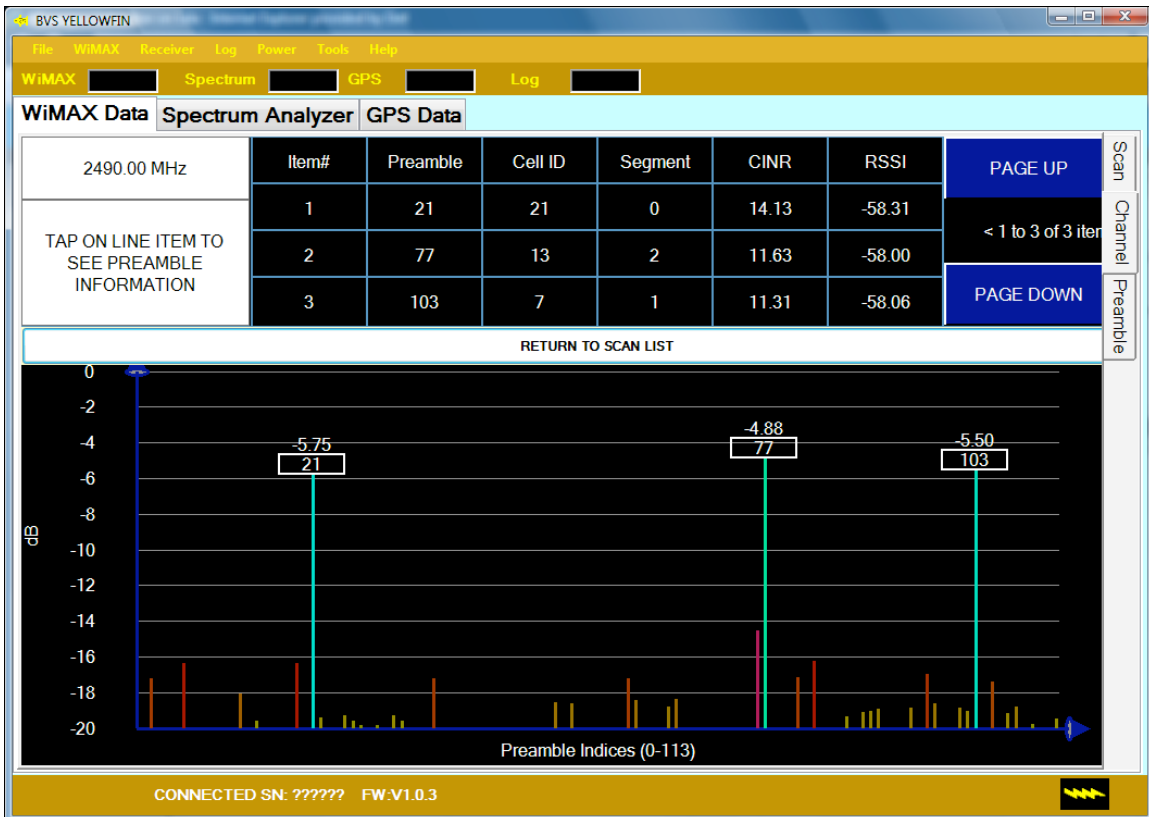 BVS YELLOWFIN
File WiMAX Receiver Log Power Tools Help
WiMAX Spectrum GPS Log
WiMAX Data Spectrum Analyzer GPS Data
2490.00 MHz
TAP ON LINE ITEM TO
SEE PREAMBLE
INFORMATION
Item# Preamble Cell ID Segment CINR RSSI
1 21 21 0 14.13 -58.31
2 77 13 2 11.63 -58.00
3 103 7 1 11.31 -58.06
PAGE UP
< 1 to 3 of 3 iter
PAGE DOWN
Scan
Channel
Preamble
RETURN TO SCAN LIST
0
-2
-4
-6
-8
-10
-12
-14
-16
-18
-20
dB
-5.75
21
-4.88
77
-5.50
103
Preamble Indices (0-113)
CONNECTED SN: ?????? FW:V1.0.3